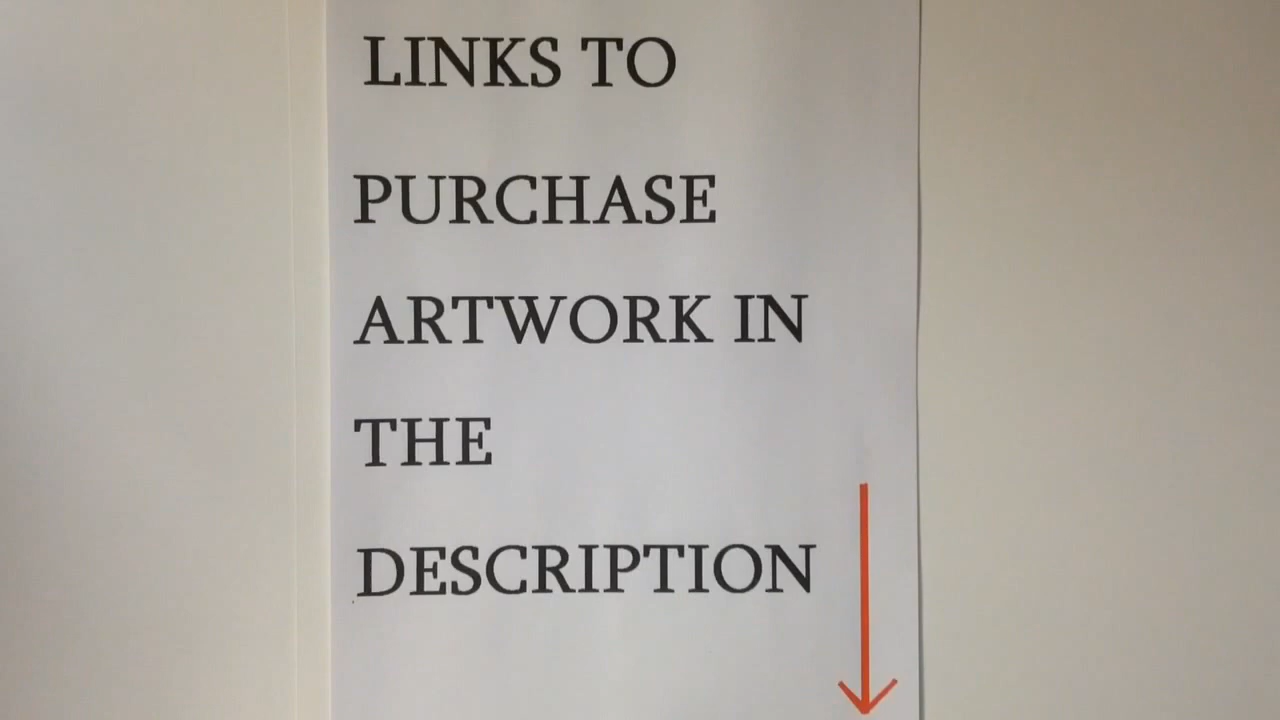 LINKS TO
PURCHASE
ARTWORK IN
THE
DESCRIPTION